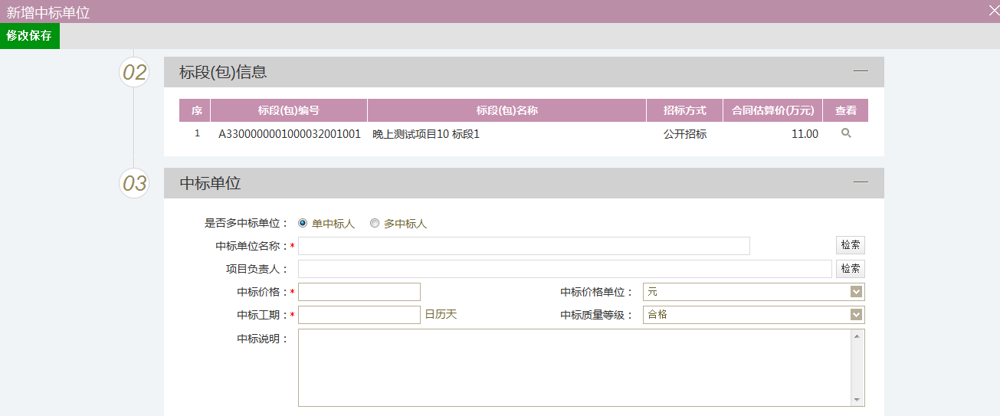 新增中标单位
修改保存
02 标段(包)信息
序 标段(包)编号 标段(包)名称 招标方式 合同估算价(万元) 查看
1 A3300000001000032001001 晚上测试项目10 标段1 公开招标 11.00
03 中标单位
是否多中标单位： 单中标人 多中标人
中标单位名称：* 检索
项目负责人： 检索
中标价格：* 中标价格单位： 元
中标工期：* 日历天 中标质量等级： 合格
中标说明：